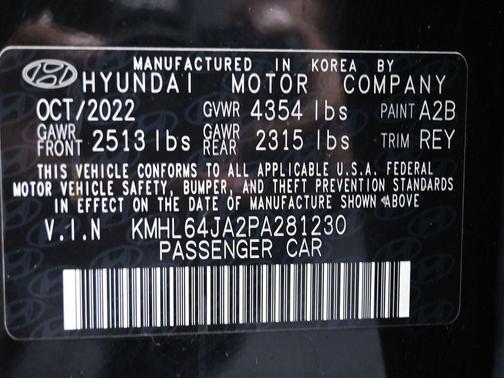 MANUFACTURED IN KOREA BY
HYUNDAI MOTOR COMPANY
OCT/2022 GVWR 4354 lbs PAINT A2B
GAWR FRONT 2513 lbs GAWR REAR 2315 lbs TRIM REY
THIS VEHICLE CONFORMS TO ALL APPLICABLE U.S.A. FEDERAL
MOTOR VEHICLE SAFETY, BUMPER, AND THEFT PREVENTION STANDARDS
IN EFFECT ON THE DATE OF MANUFACTURE SHOWN ABOVE
V.I.N KMHL64JA2PA281230
PASSENGER CAR